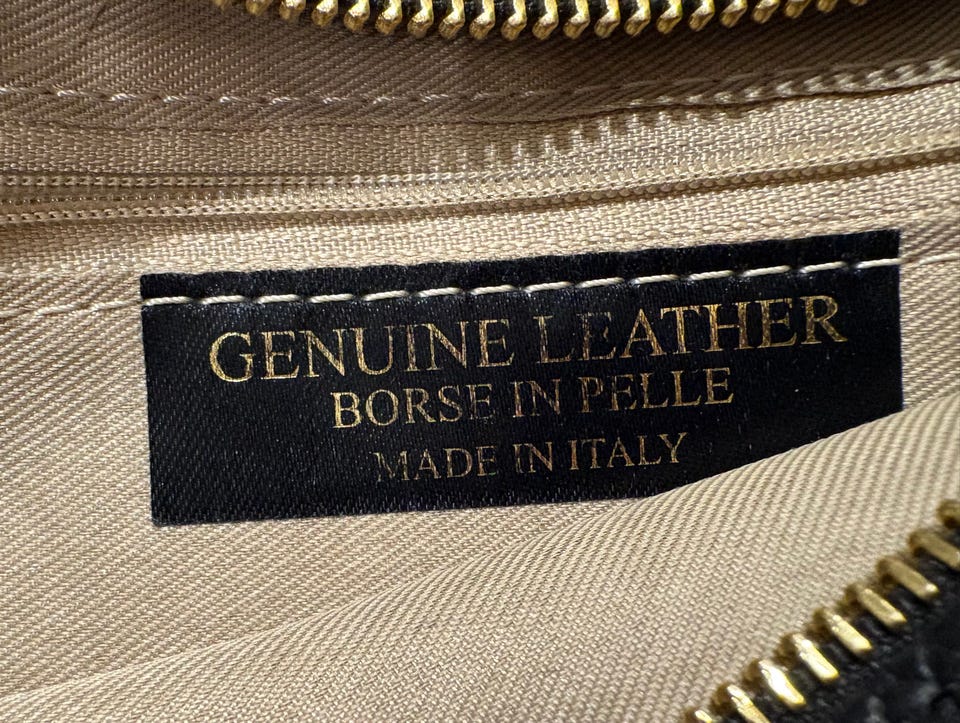 GENUINE LEATHER
BORSE IN PELLE
MADE IN ITALY